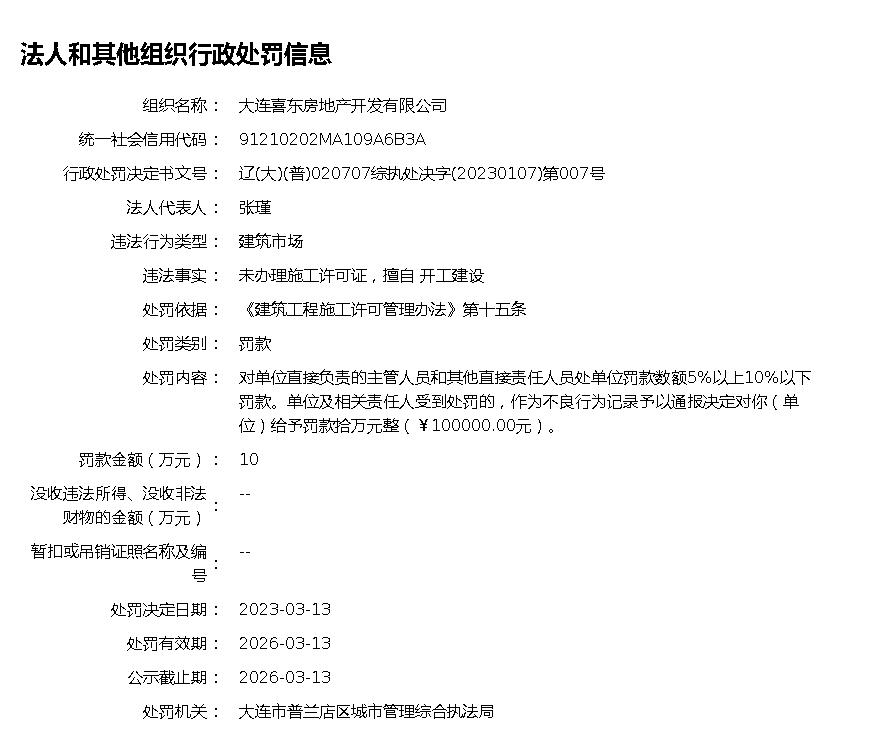 法人和其他组织行政处罚信息
组织名称： 大连喜东房地产开发有限公司
统一社会信用代码： 91210202MA109A6B3A
行政处罚决定书文号： 辽(大)(普)020707综执处决字(20230107)第007号
法人代表人： 张瑾
违法行为类型： 建筑市场
违法事实： 未办理施工许可证，擅自 开工建设
处罚依据： 《建筑工程施工许可管理办法》第十五条
处罚类别： 罚款
处罚内容： 对单位直接负责的主管人员和其他直接责任人员处单位罚款数额5%以上10%以下
罚款。单位及相关责任人受到处罚的，作为不良行为记录予以通报决定对你（单
位）给予罚款拾万元整（￥100000.00元）。
罚款金额（万元）： 10
没收违法所得、没收非法
财物的金额（万元）： --
暂扣或吊销证照名称及编
号： --
处罚决定日期： 2023-03-13
处罚有效期： 2026-03-13
公示截止期： 2026-03-13
处罚机关： 大连市普兰店区城市管理综合执法局